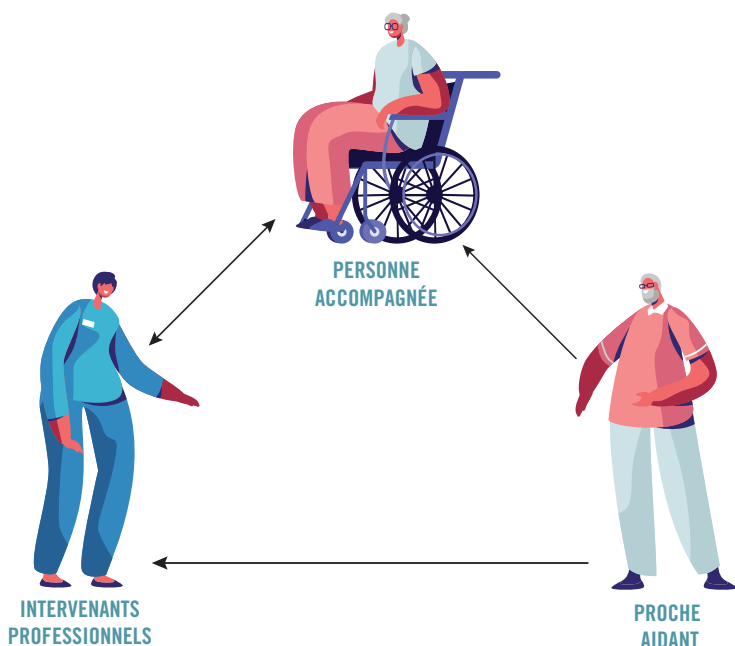 PERSONNE
ACCOMPAGNÉE
INTERVENANTS
PROFESSIONNELS
PROCHE
AIDANT